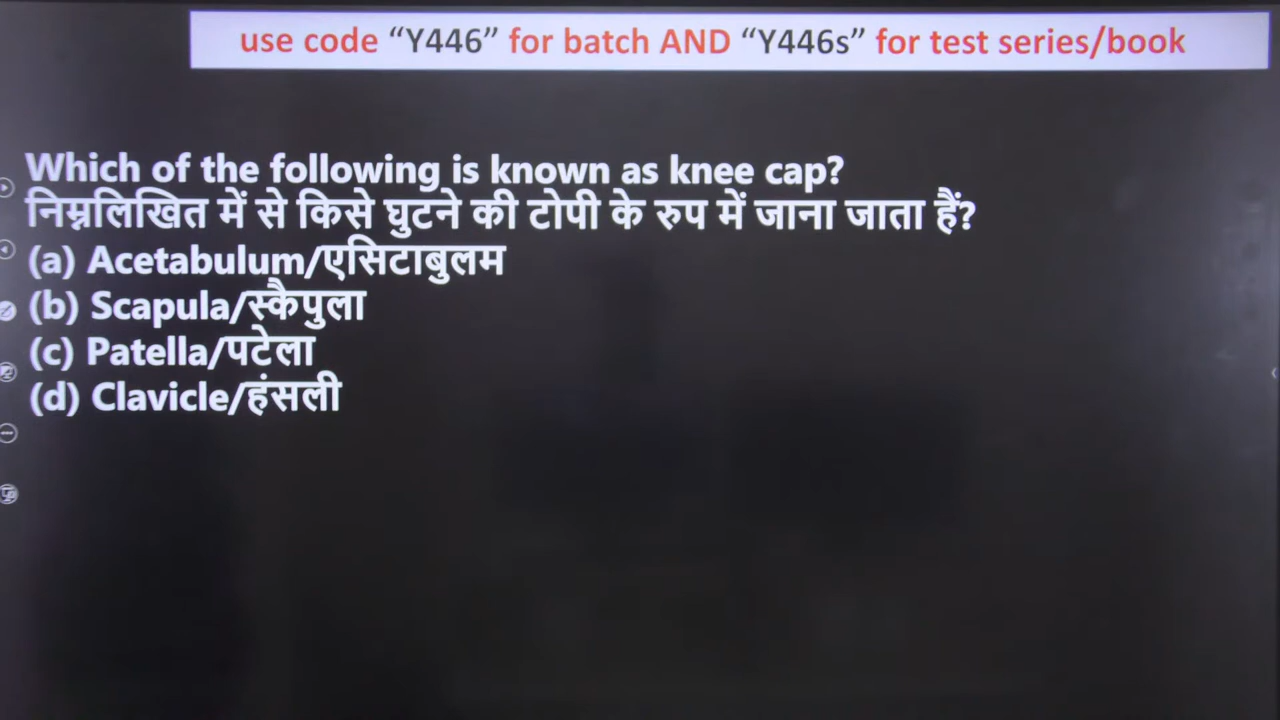 use code “Y446” for batch AND “Y446s” for test series/book
Which of the following is known as knee cap?
निम्नलिखित में से किसे घुटने की टोपी के रुप में जाना जाता हैं?
(a) Acetabulum/एसिटाबुलम
(b) Scapula/स्कैपुला
(c) Patella/पटेला
(d) Clavicle/हंसली